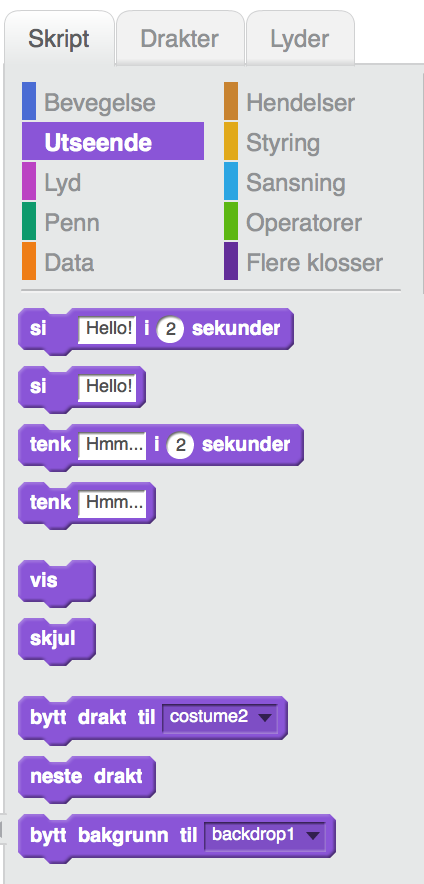 Skript Drakter Lyder
Bevegelse Hendelser
Utseende Styring
Lyd Sansning
Penn Operatorer
Data Flere klosser
si Hello! i 2 sekunder
si Hello!
tenk Hmm... i 2 sekunder
tenk Hmm...
vis
skjul
bytt drakt til costume2
neste drakt
bytt bakgrunn til backdrop1